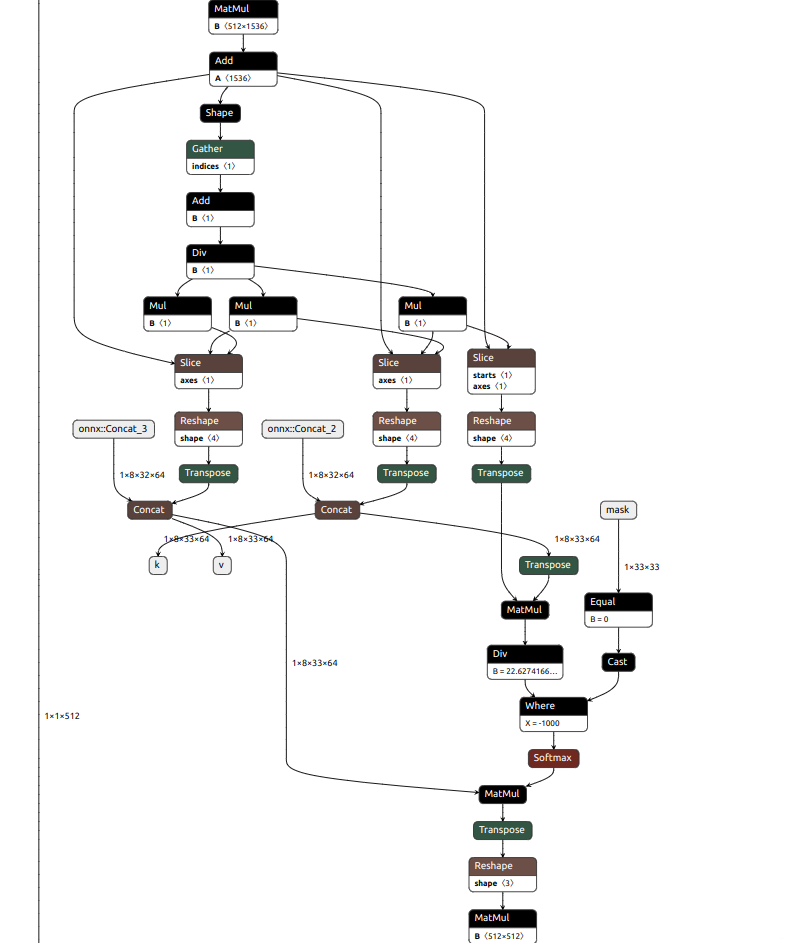 MatMul
B ⟨512×1536⟩
Add
A ⟨1536⟩
Shape
Gather
indices ⟨1⟩
Add
B ⟨1⟩
Div
B ⟨1⟩
Mul
B ⟨1⟩
Mul
B ⟨1⟩
Mul
B ⟨1⟩
Slice
axes ⟨1⟩
Slice
axes ⟨1⟩
Slice
starts ⟨1⟩
axes ⟨1⟩
onnx::Concat_3
Reshape
shape ⟨4⟩
onnx::Concat_2
Reshape
shape ⟨4⟩
Reshape
shape ⟨4⟩
1×8×32×64
Transpose
1×8×32×64
Transpose
Transpose
Concat
Concat
mask
1×8×33×64
1×8×33×64
1×8×33×64
k
v
Transpose
1×33×33
MatMul
Equal
B = 0
Div
B = 22.6274166…
Cast
1×8×33×64
Where
X = -1000
1×1×512
Softmax
MatMul
Transpose
Reshape
shape ⟨3⟩
MatMul
B ⟨512×512⟩